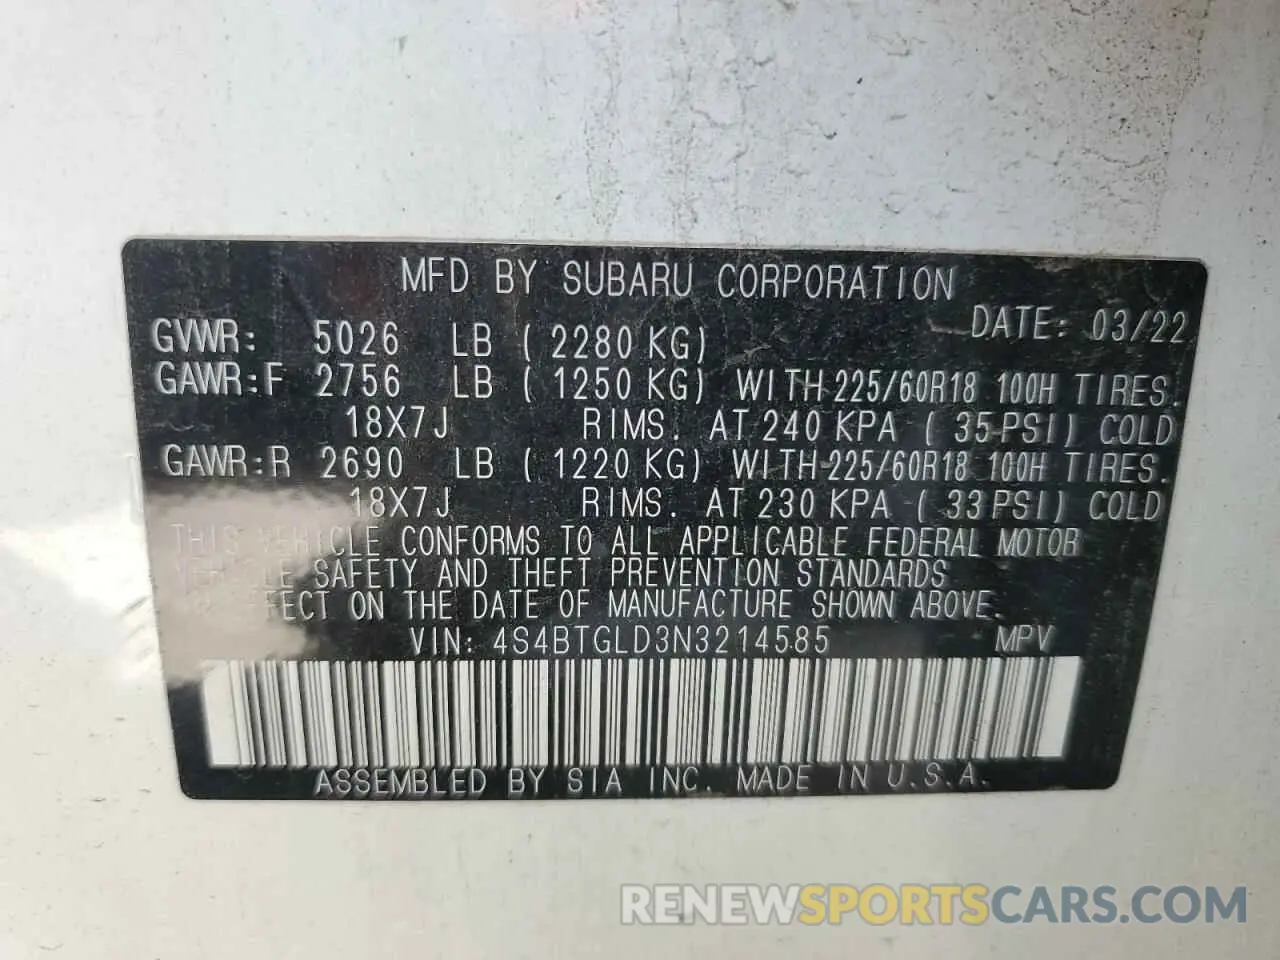 MFD BY SUBARU CORPORATION
DATE: 03/22
GVWR: 5026 LB ( 2280 KG)
GAWR:F 2756 LB ( 1250 KG) WITH 225/60R18 100H TIRES.
18X7J RIMS. AT 240 KPA ( 35 PSI) COLD
GAWR:R 2690 LB ( 1220 KG) WITH 225/60R18 100H TIRES.
18X7J RIMS. AT 230 KPA ( 33 PSI) COLD
THIS VEHICLE CONFORMS TO ALL APPLICABLE FEDERAL MOTOR
VEHICLE SAFETY AND THEFT PREVENTION STANDARDS
EFFECT ON THE DATE OF MANUFACTURE SHOWN ABOVE.
VIN: 4S4BTGLD3N3214585 MPV
ASSEMBLED BY SIA INC. MADE IN U.S.A.
RENEWSPORTSCARS.COM